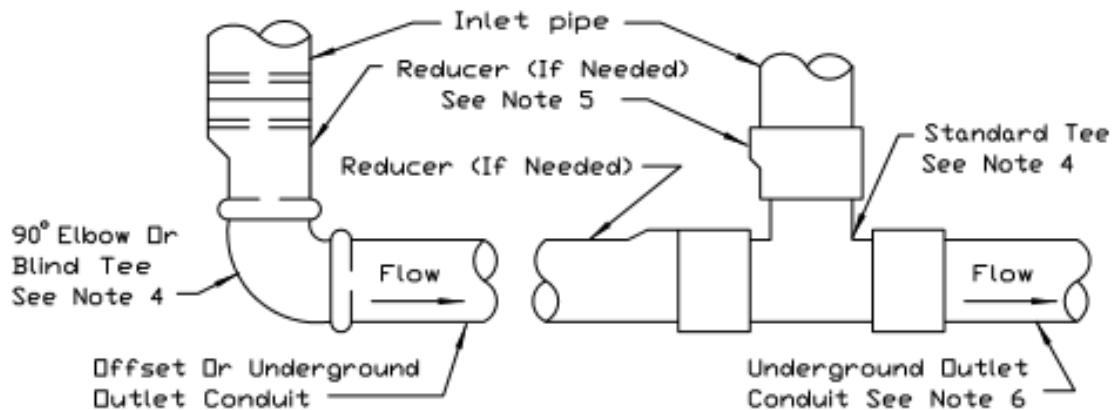 Inlet pipe
Reducer (If Needed)
See Note 5
Standard Tee
See Note 4
Reducer (If Needed)
90° Elbow Or
Blind Tee
See Note 4
Flow
Flow
Offset Or Underground
Outlet Conduit
Underground Outlet
Conduit See Note 6